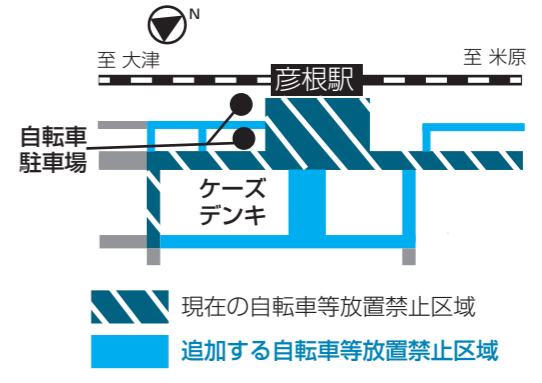 N
至 大津
至 米原
彦根駅
自転車
駐車場
ケーズ
デンキ
現在の自転車等放置禁止区域
追加する自転車等放置禁止区域